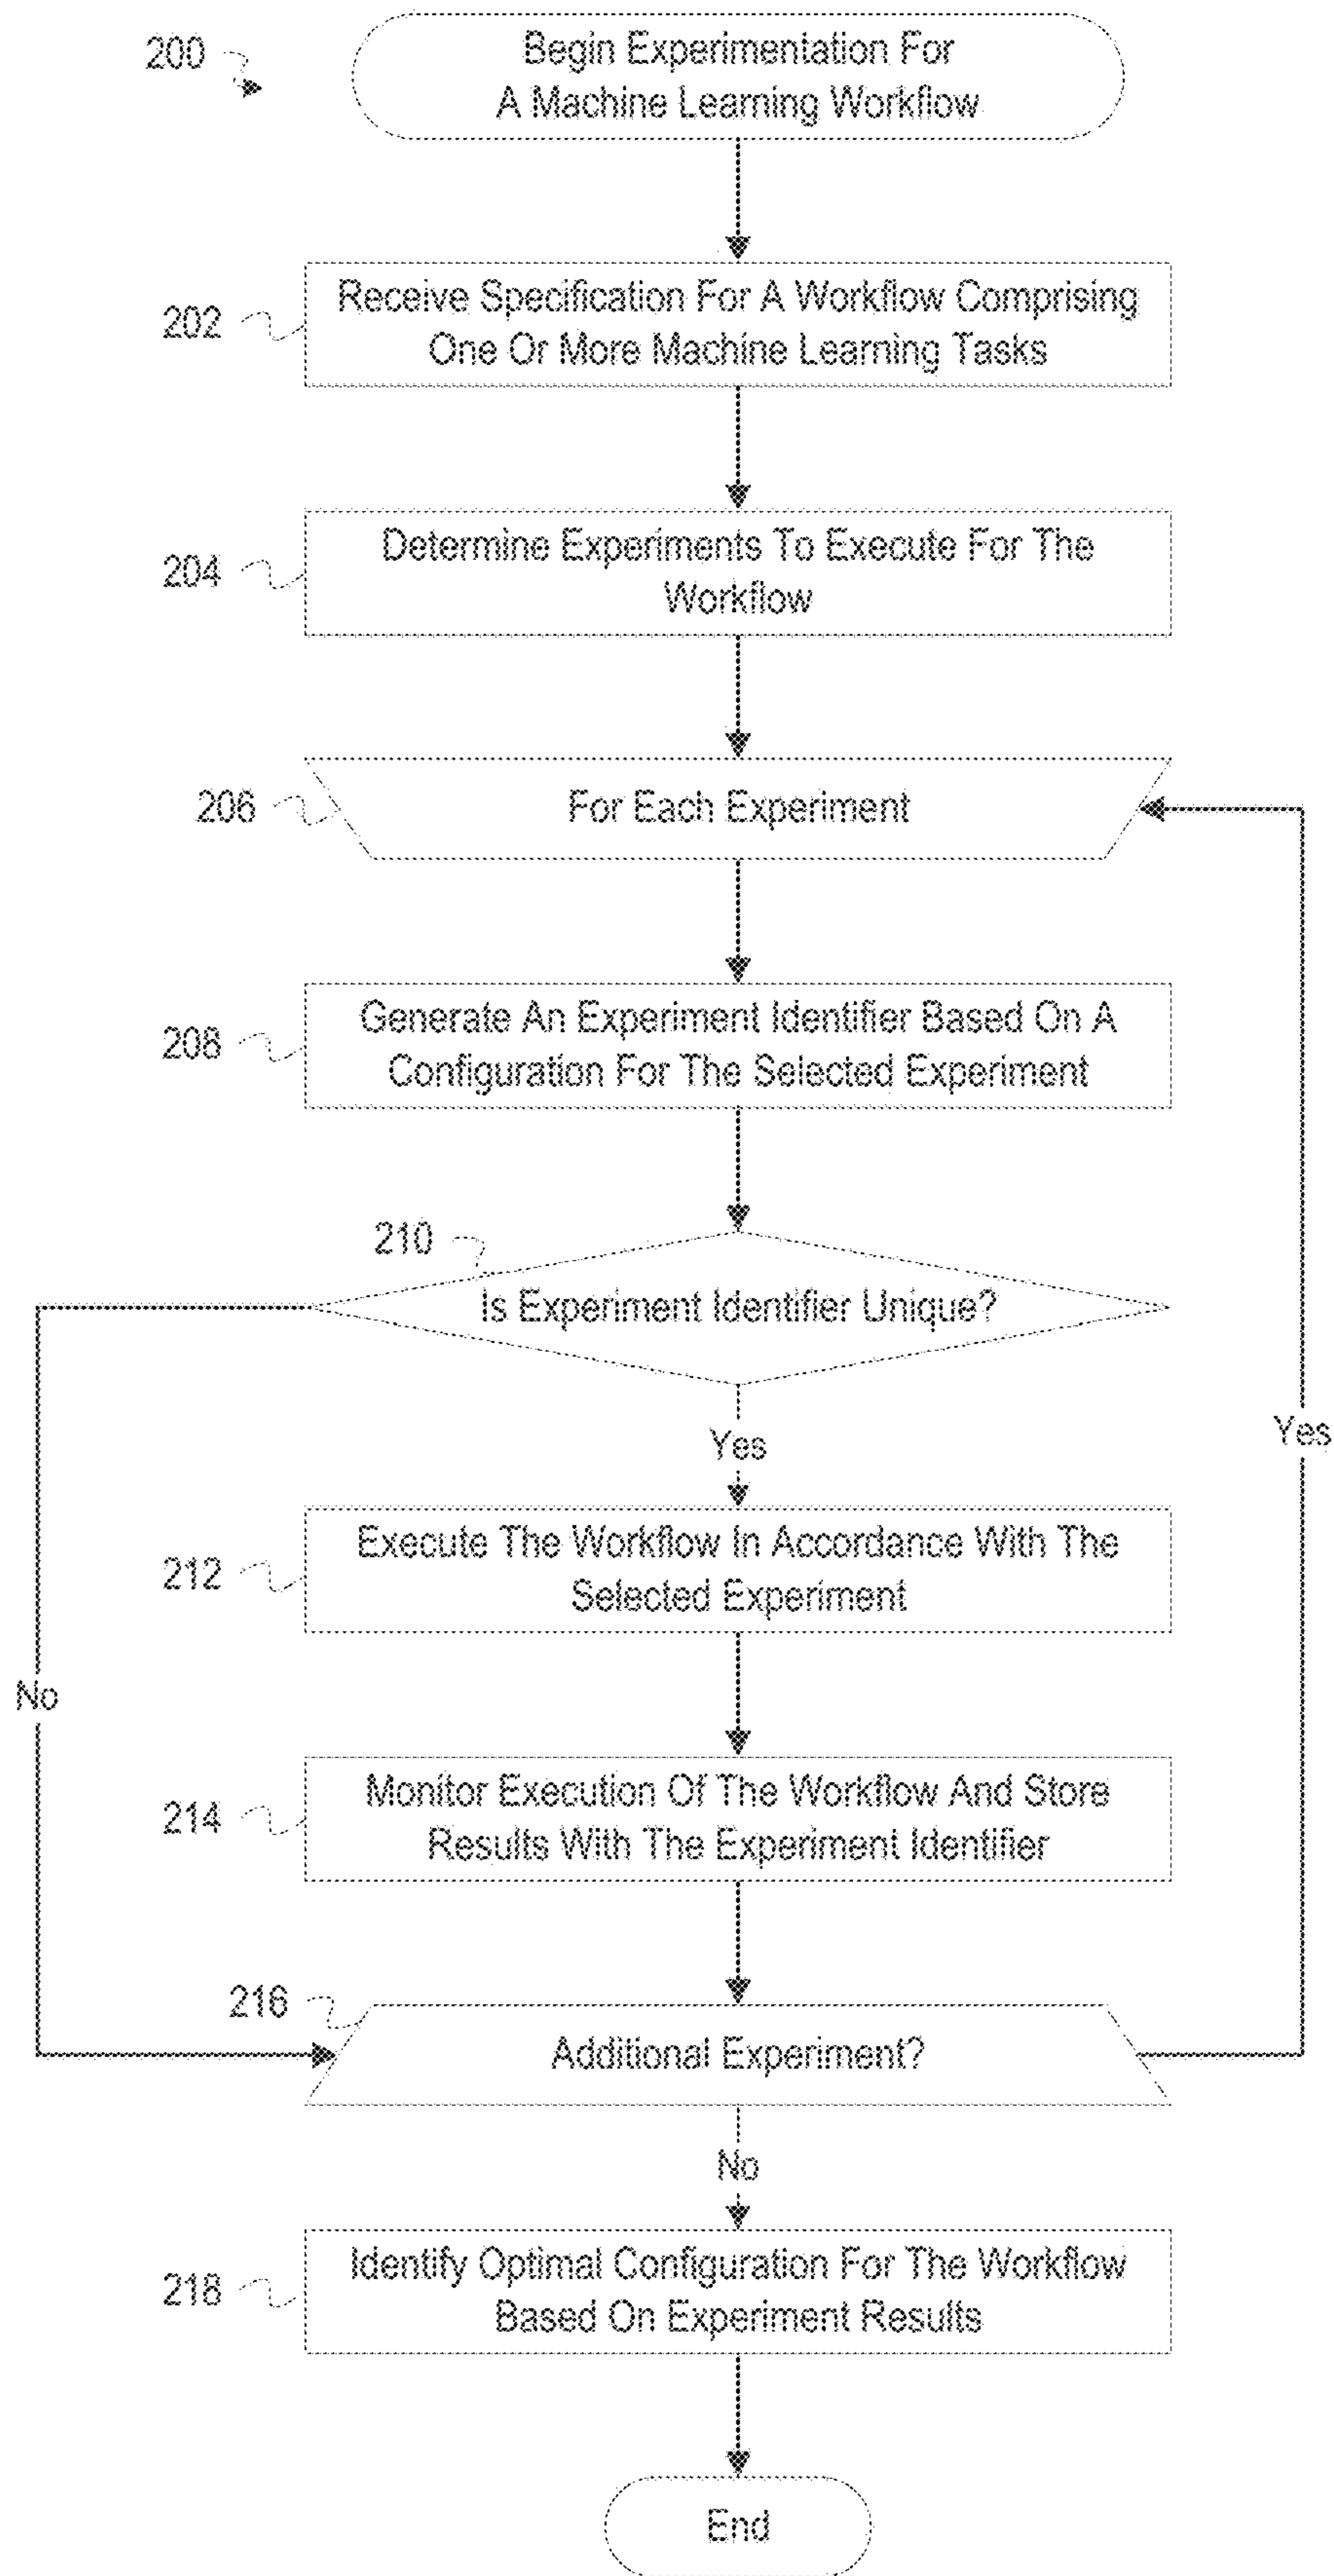 200
Begin Experimentation For
A Machine Learning Workflow
202
Receive Specification For A Workflow Comprising
One Or More Machine Learning Tasks
204
Determine Experiments To Execute For The
Workflow
206
For Each Experiment
208
Generate An Experiment Identifier Based On A
Configuration For The Selected Experiment
210
Is Experiment Identifier Unique?
Yes
Yes
212
Execute The Workflow In Accordance With The
Selected Experiment
No
214
Monitor Execution Of The Workflow And Store
Results With The Experiment Identifier
216
Additional Experiment?
No
218
Identify Optimal Configuration For The Workflow
Based On Experiment Results
End